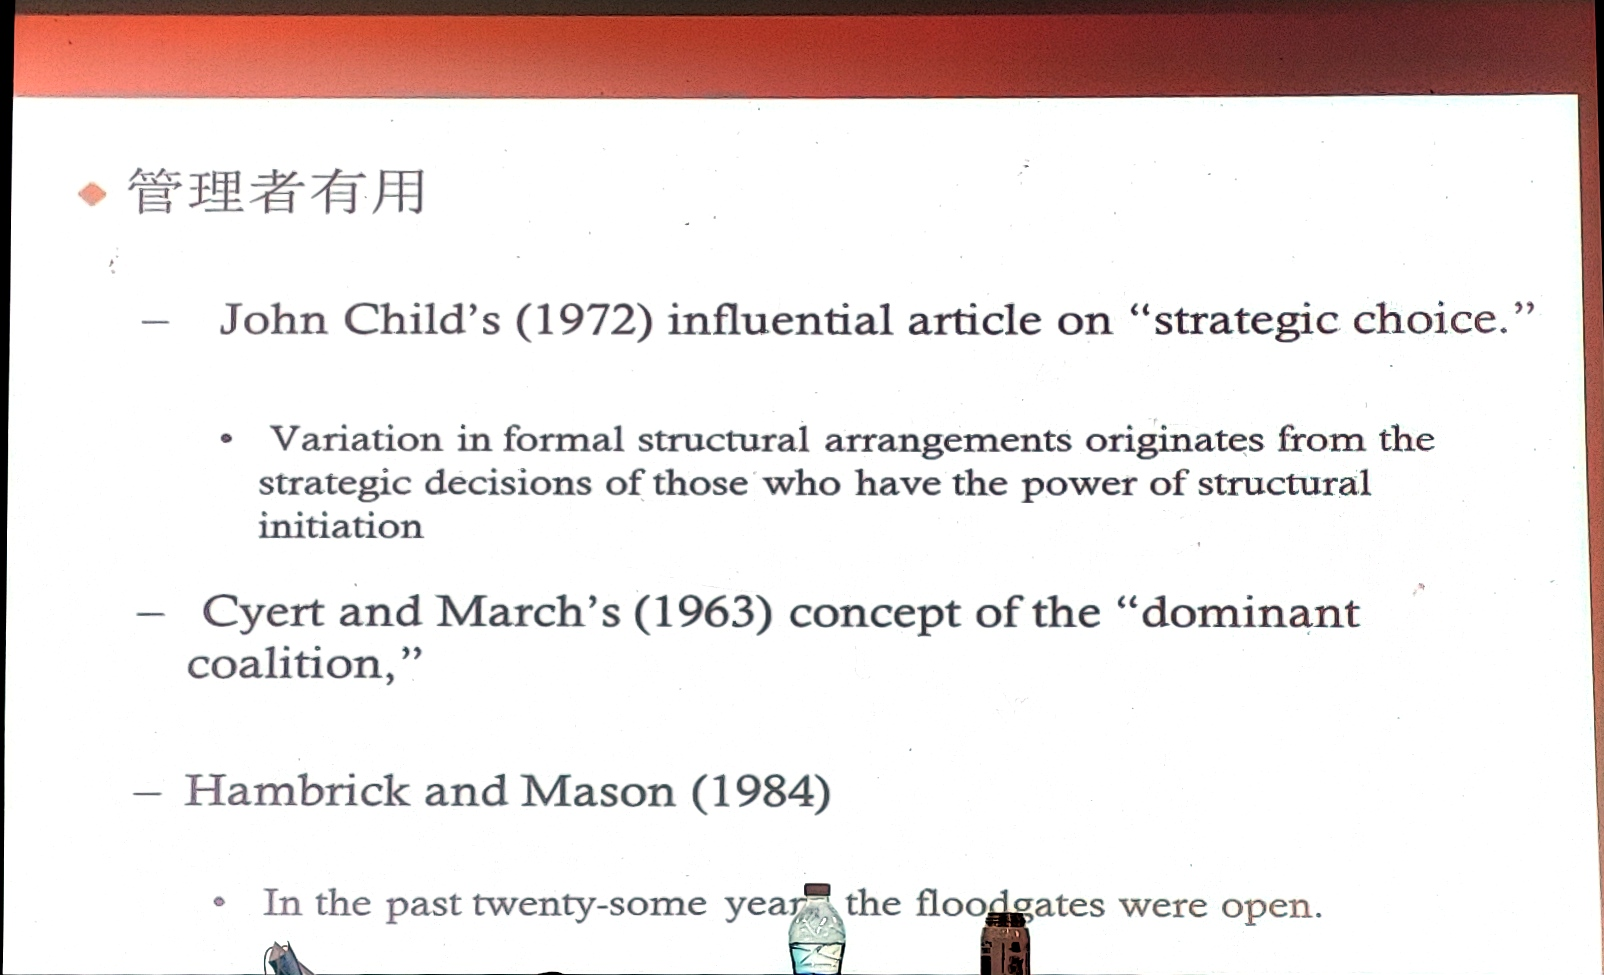 管理者有用
– John Child’s (1972) influential article on “strategic choice.”
• Variation in formal structural arrangements originates from the
strategic decisions of those who have the power of structural
initiation
– Cyert and March’s (1963) concept of the “dominant
coalition,”
– Hambrick and Mason (1984)
• In the past twenty-some year the floodgates were open.